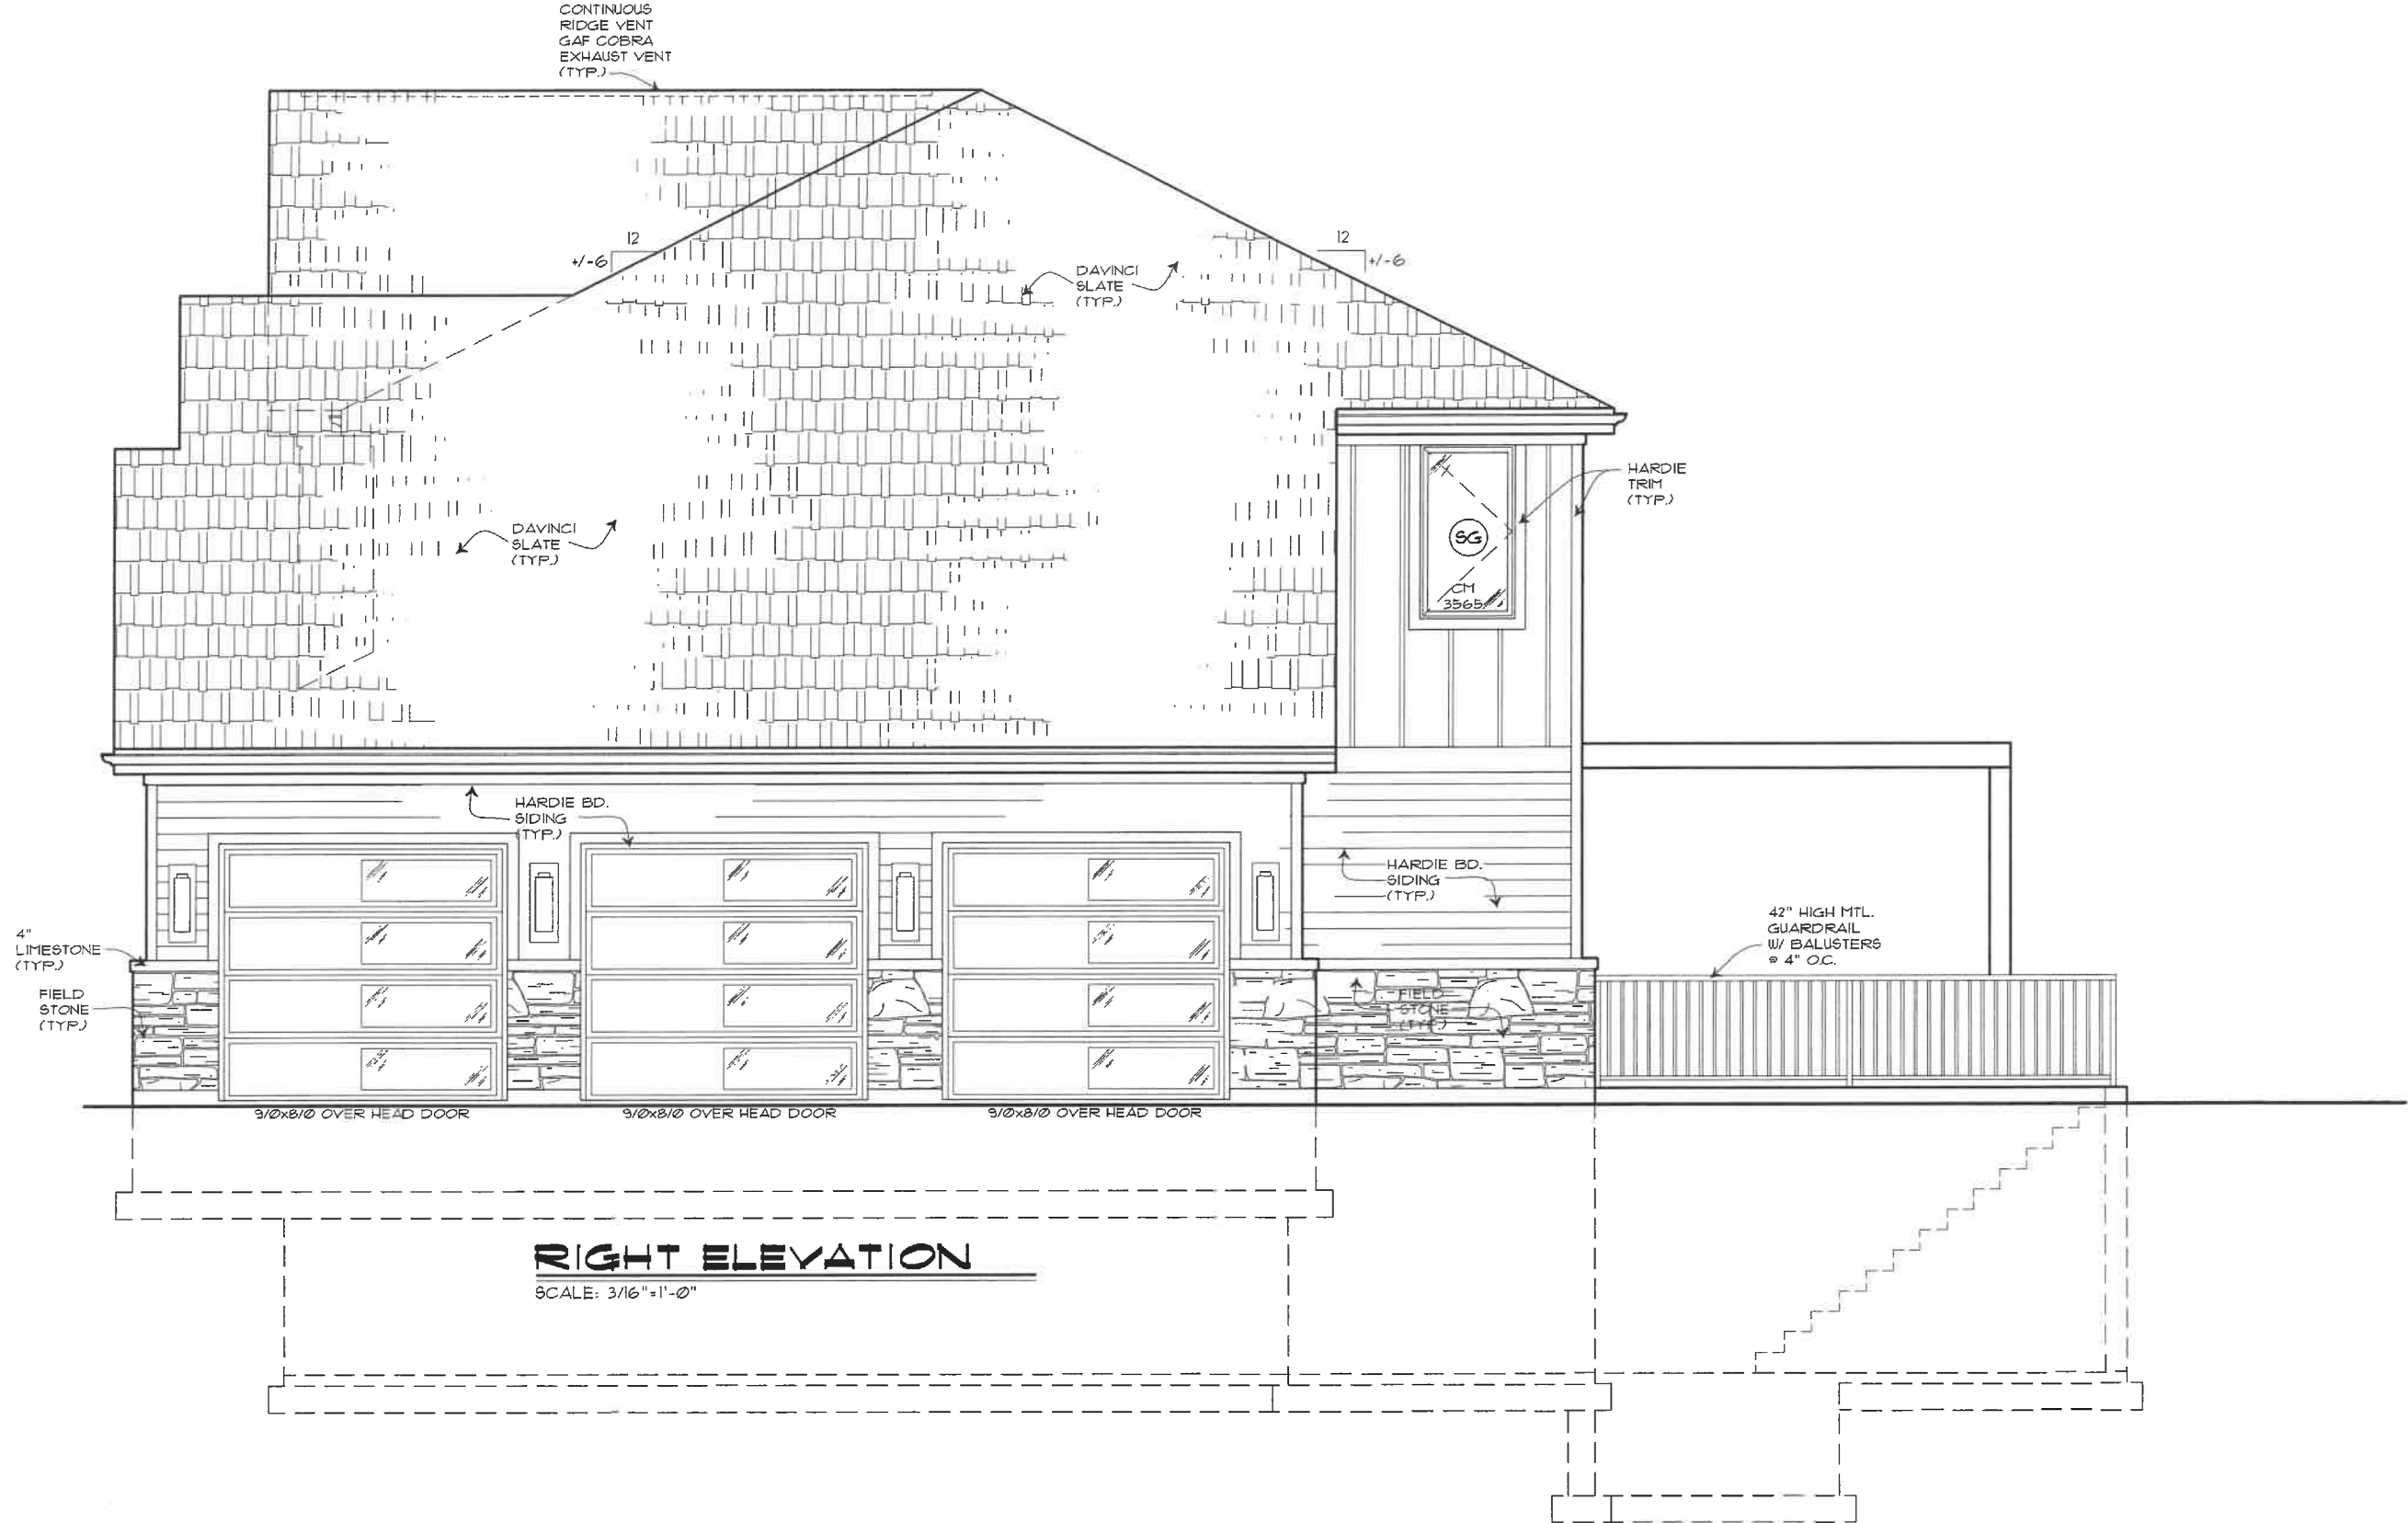 CONTINUOUS
RIDGE VENT
GAF COBRA
EXHAUST VENT
(TYP.)
12
+/-6
12
+/-6
DAVINCI
SLATE
(TYP.)
HARDIE
TRIM
(TYP.)
DAVINCI
SLATE
(TYP.)
SG
CM
3565
HARDIE BD.
SIDING
(TYP.)
HARDIE BD.
SIDING
(TYP.)
4"
LIMESTONE
(TYP.)
42" HIGH MTL.
GUARDRAIL
W/ BALUSTERS
@ 4" O.C.
FIELD
STONE
(TYP.)
FIELD
STONE
(TYP.)
9/0x8/0 OVER HEAD DOOR
9/0x8/0 OVER HEAD DOOR
9/0x8/0 OVER HEAD DOOR
RIGHT ELEVATION
SCALE: 3/16"=1'-0"